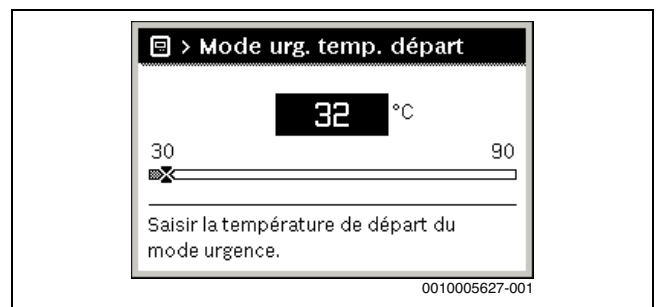 > Mode urg. temp. départ
32 °C
30 90
Saisir la température de départ du
mode urgence.
0010005627-001